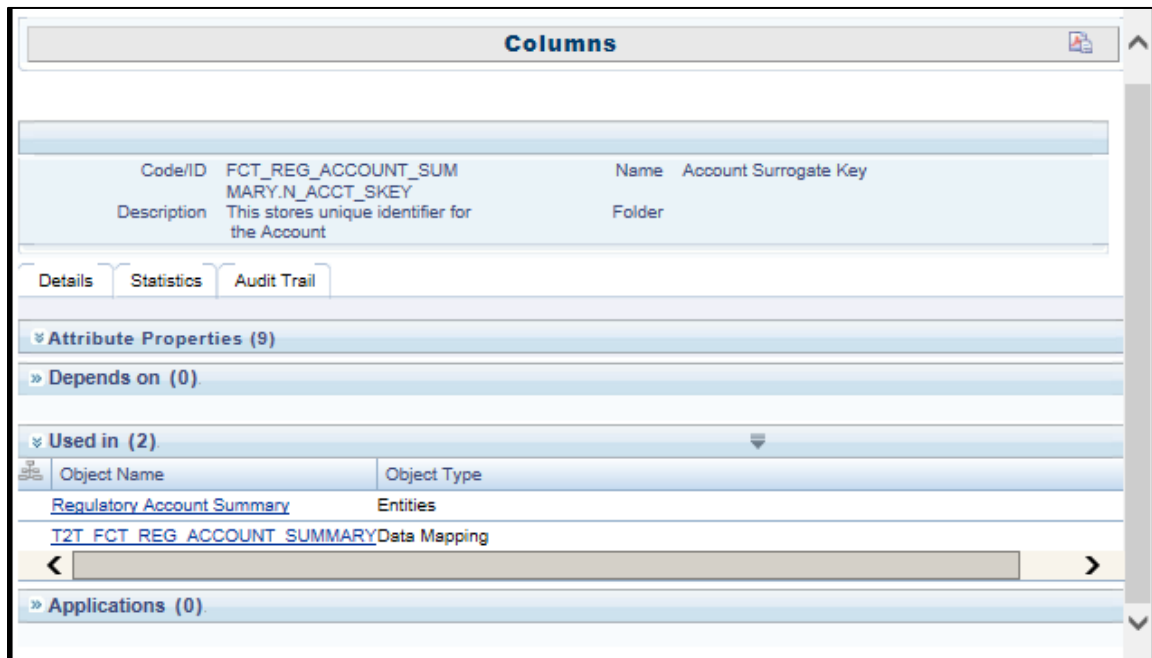 Columns
Code/ID FCT_REG_ACCOUNT_SUM Name Account Surrogate Key
MARY.N_ACCT_SKEY
Description This stores unique identifier for Folder
the Account
Details Statistics Audit Trail
Attribute Properties (9)
Depends on (0).
Used in (2).
Object Name Object Type
Regulatory Account Summary Entities
T2T_FCT_REG_ACCOUNT_SUMMARY Data Mapping
Applications (0).